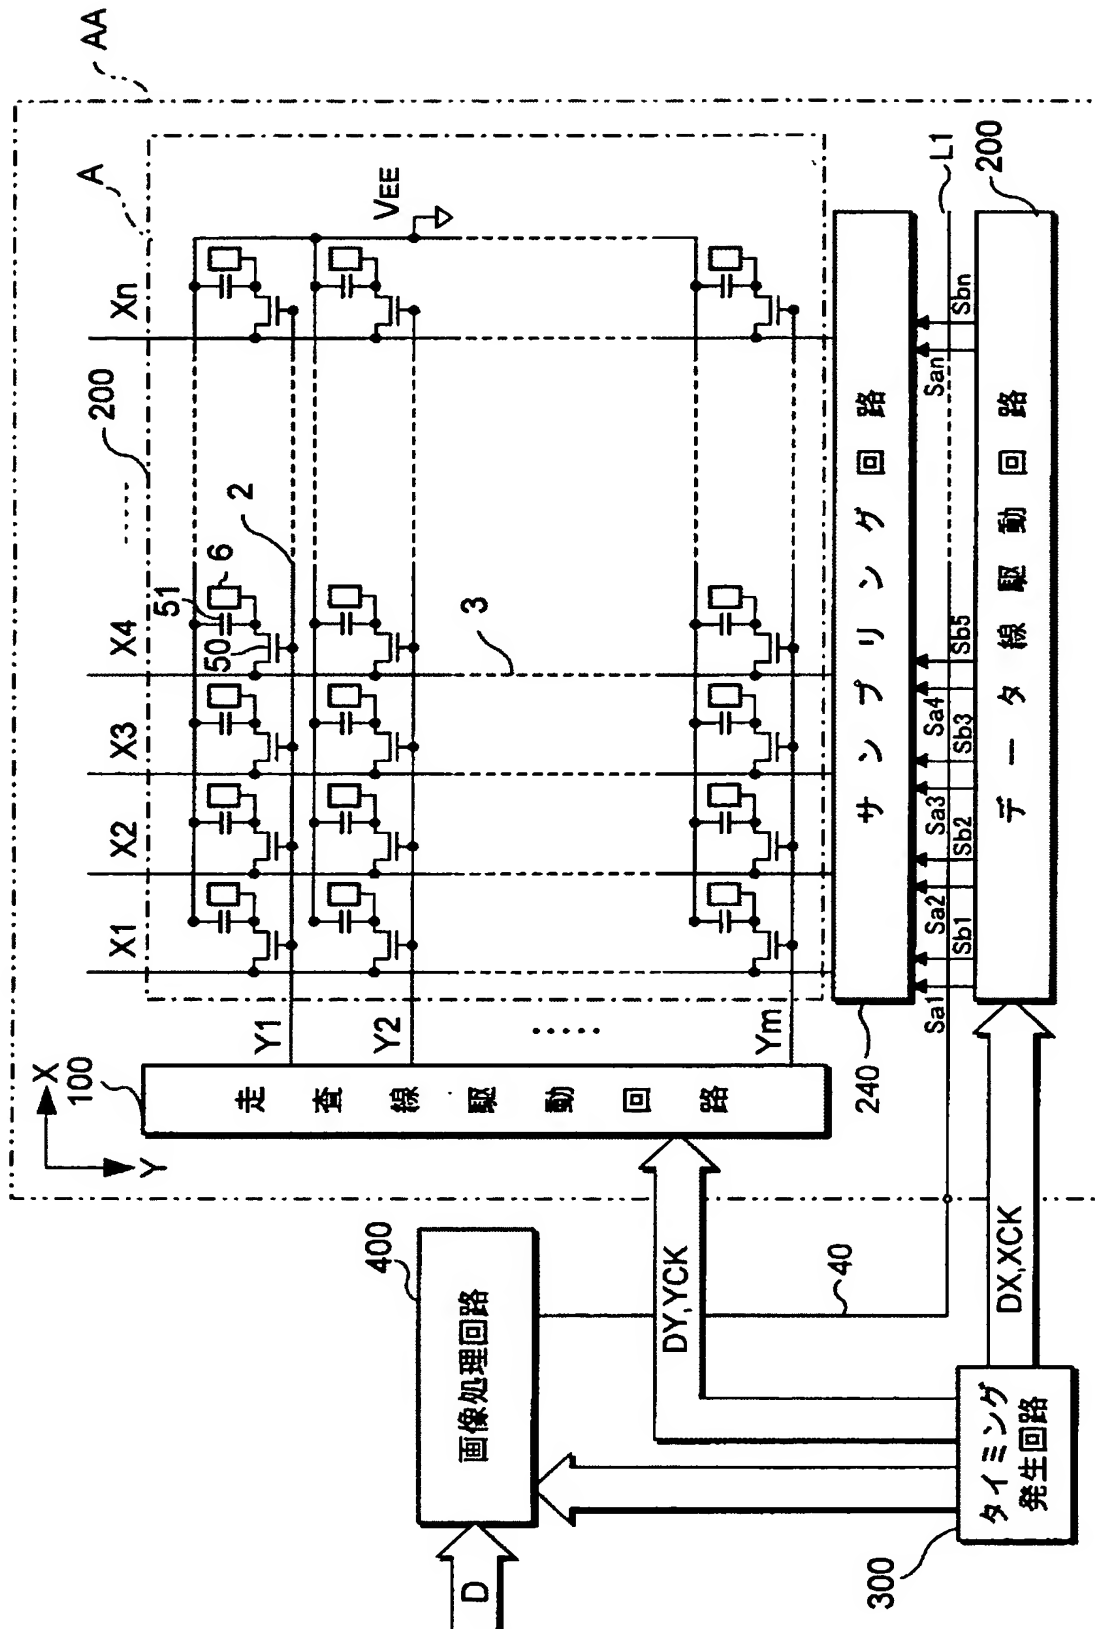 AA
A
200
X1
X2
X3
X4
.....
Xn
51
6
50
2
3
VEE
X
Y
100
走査線駆動回路
Y1
Y2
.....
Ym
240
サンプリング回路
Sa1
Sb1
Sa2
Sb2
Sa3
Sb3
Sa4
Sb5
San
Sbn
L1
200
データ線駆動回路
400
画像処理回路
D
DY,YCK
40
DX,XCK
300
タイミング
発生回路